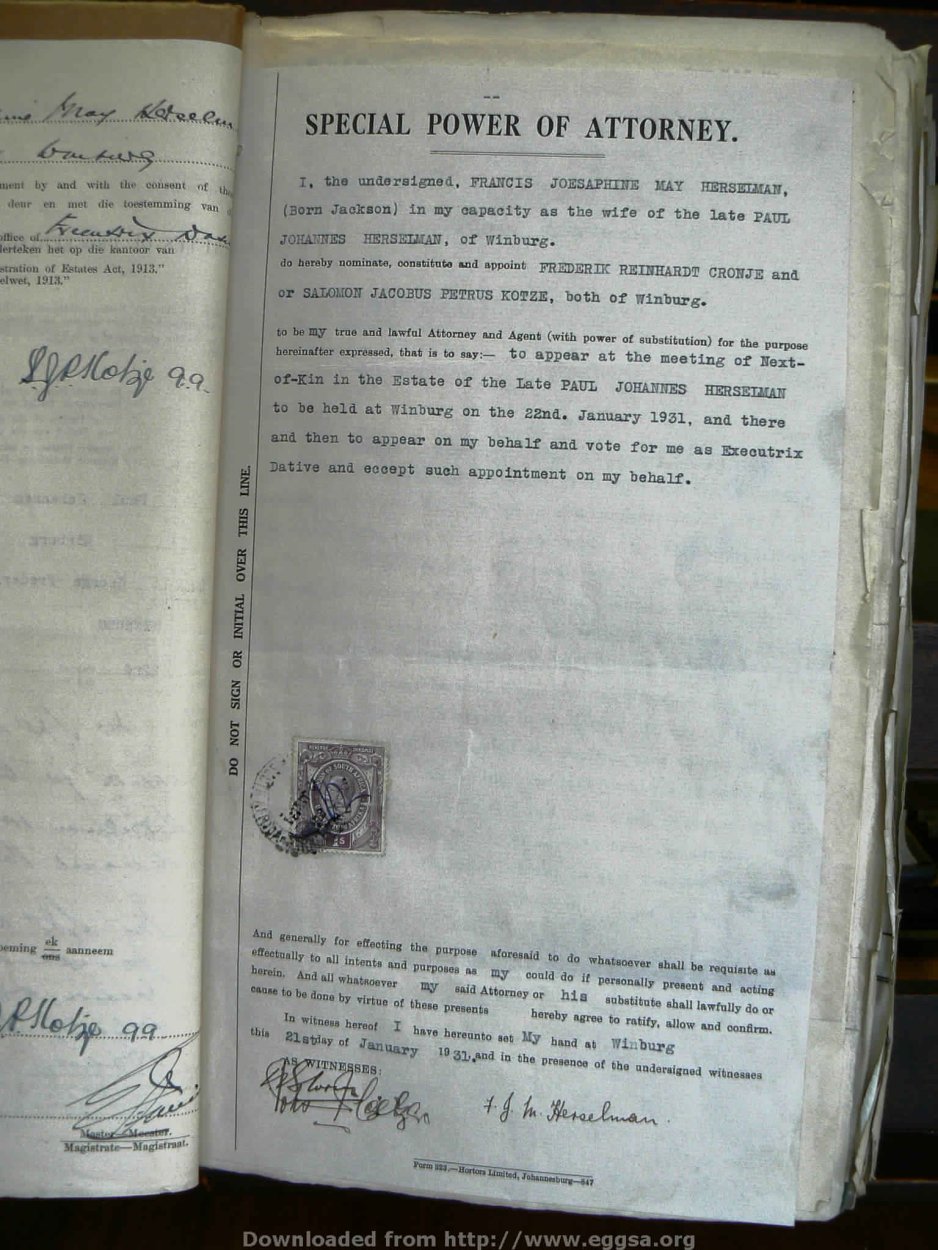 May Herselm
ment by and with the consent of the
deur en met die toestemming van
office of Executrix Dat
derteken het op die kantoor van
stration of Estates Act, 1913."
elwet, 1913."
SJPKotze q.q.
eming ek ons aanneem
JPKotze q.q.
Master—Meester.
Magistrate—Magistraat.
SPECIAL POWER OF ATTORNEY.
I, the undersigned, FRANCIS JOESAPHINE MAY HERSELMAN,
(Born Jackson) in my capacity as the wife of the late PAUL
JOHANNES HERSELMAN, of Winburg.
do hereby nominate, constitute and appoint FREDERIK REINHARDT CRONJE and
or SALOMON JACOBUS PETRUS KOTZE, both of Winburg.
to be my true and lawful Attorney and Agent (with power of substitution) for the purpose
hereinafter expressed, that is to say:— to appear at the meeting of Next-
of-Kin in the Estate of the Late PAUL JOHANNES HERSELMAN
to be held at Winburg on the 22nd. January 1931, and there
and then to appear on my behalf and vote for me as Executrix
Dative and eccept such appointment on my behalf.
DO NOT SIGN OR INITIAL OVER THIS LINE.
And generally for effecting the purpose aforesaid to do whatsoever shall be requisite as
effectually to all intents and purposes as my could do if personally present and acting
herein. And all whatsoever my said Attorney or his substitute shall lawfully do or
cause to be done by virtue of these presents hereby agree to ratify, allow and confirm.
In witness hereof I have hereunto set My hand at Winburg
this 21stday of January 1931.and in the presence of the undersigned witnesses
AS WITNESSES:
F. J. M. Herselman.
Form 323.—Hortors Limited, Johannesburg—647
Downloaded from http://www.eggsa.org